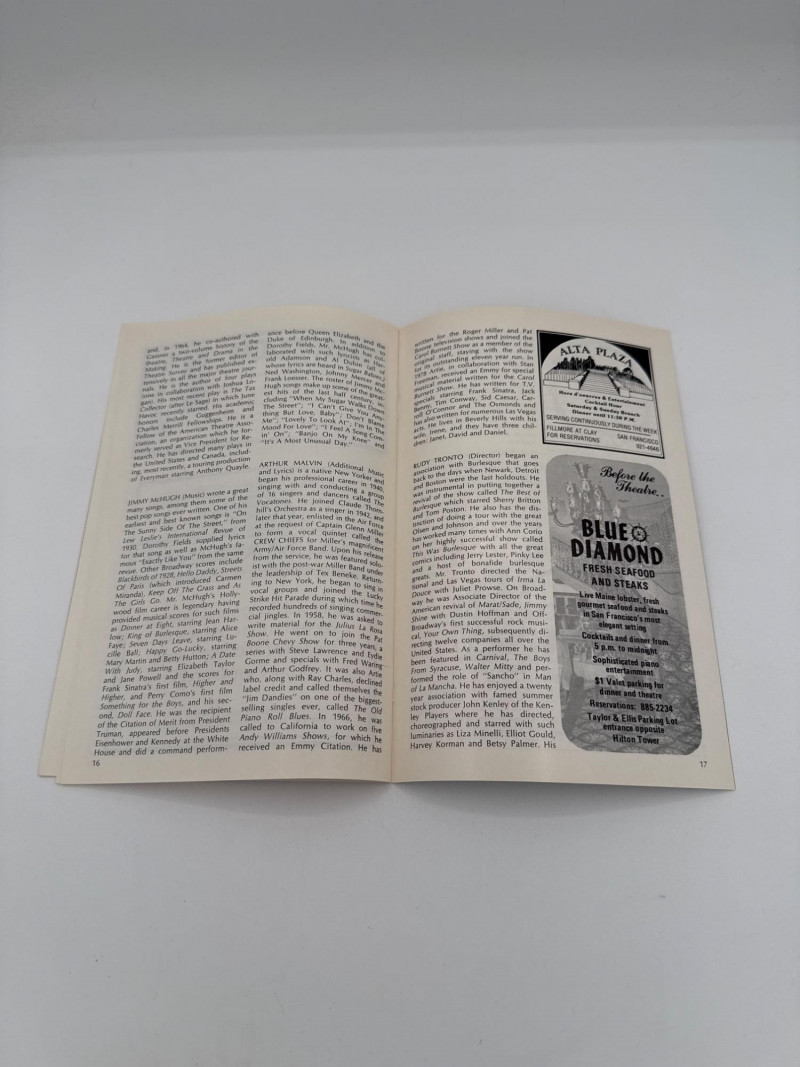 and, in 1964, he co-authored with
Gassner a two-volume history of the
theatre, Theatre and Drama in the
Making. He is the former editor of
Theatre Survey and has published ex-
tensively in all the major theatre jour-
nals. He is the author of four plays
(one in collaboration with Joshua Lo-
gan). His most recent play is The Tax
Collector (after Le Sage) in which June
Havoc recently starred. His academic
honors include Guggenheim and
Charles Merrill Fellowships. He is a
Fellow of the American Theatre Asso-
ciation, an organization which he for-
merly served as Vice President for Re-
search. He has directed many plays in
the United States and Canada, includ-
ing, most recently, a touring production
of Everyman starring Anthony Quayle.
JIMMY McHUGH (Music) wrote a great
many songs, among them some of the
best pop songs ever written. One of his
earliest and best known songs is "On
The Sunny Side Of The Street," from
Lew Leslie's International Revue of
1930. Dorothy Fields supplied lyrics
for that song as well as McHugh's fa-
mous "Exactly Like You" from the same
revue. Other Broadway scores include
Blackbirds of 1928, Hello Daddy, Streets
Of Paris (which introduced Carmen
Miranda), Keep Off The Grass and As
The Girls Go. Mr. McHugh's Holly-
wood film career is legendary having
provided musical scores for such films
as Dinner at Eight, starring Jean Har-
low; King of Burlesque, starring Alice
Faye; Seven Days Leave, starring Lu-
cille Ball; Happy Go-Lucky, starring
Mary Martin and Betty Hutton; A Date
With Judy, starring Elizabeth Taylor
and Jane Powell and the scores for
Frank Sinatra's first film, Higher and
Higher, and Perry Como's first film
Something for the Boys, and his sec-
ond, Doll Face. He was the recipient
of the Citation of Merit from President
Truman, appeared before Presidents
Eisenhower and Kennedy at the White
House and did a command perform-
16
ance before Queen Elizabeth and the
Duke of Edinburgh. In addition to
Dorothy Fields, Mr. McHugh has col-
laborated with such lyricists as Har-
old Adamson and Al Dubin (all of
whose lyrics are heard in Sugar Babies,)
Ned Washington, Johnny Mercer and
Frank Loesser. The roster of Jimmy Mc-
Hugh songs make up some of the great-
est hits of the last half century, in-
cluding "When My Sugar Walks Down
The Street"; "I Can't Give You Any-
thing But Love, Baby"; "Don't Blame
Me"; "Lovely To Look At"; I'm In The
Mood For Love"; "I Feel A Song Com-
in' On"; "Banjo On My Knee" and
"It's A Most Unusual Day."
ARTHUR MALVIN (Additional Music
and Lyrics) is a native New Yorker and
began his professional career in 1940,
singing with and conducting a group
of 16 singers and dancers called The
Vocatones. He joined Claude Thorn-
hill's Orchestra as a singer in 1942, and
later that year, enlisted in the Air Force
at the request of Captain Glenn Miller
to form a vocal quintet called the
CREW CHIEFS for Miller's magnificent
Army/Air Force Band. Upon his release
from the service, he was featured solo-
ist with the post-war Miller Band under
the leadership of Tex Beneke. Return-
ing to New York, he began to sing in
vocal groups and joined the Lucky
Strike Hit Parade during which time he
recorded hundreds of singing commer-
cial jingles. In 1958, he was asked to
write material for the Julius La Rosa
Show. He went on to join the Pat
Boone Chevy Show for three years, a
series with Steve Lawrence and Eydie
Gorme and specials with Fred Waring
and Arthur Godfrey. It was also Artie
who, along with Ray Charles, declined
label credit and called themselves the
"Jim Dandies" on one of the biggest-
selling singles ever, called The Old
Piano Roll Blues. In 1966, he was
called to California to work on five
Andy Williams Shows, for which he
received an Emmy Citation. He has
written for the Roger Miller and Pat
Boone television shows and joined the
Carol Burnett Show as a member of the
original staff, staying with the show
for its outstanding eleven year run. In
1978 Artie, in collaboration with Stan
Freeman, received an Emmy for special
musical material written for the Carol
Burnett Show. He has written for T.V.
specials starring Frank Sinatra, Jack
Benny, Tim Conway, Sid Caesar, Car-
roll O'Connor and The Osmonds and
has also written for numerous Las Vegas
acts. He lives in Beverly Hills with his
wife, Irene, and they have three chil-
dren, Janet, David and Daniel.
RUDY TRONTO (Director) began an
association with Burlesque that goes
back to the days when Newark, Detroit
and Boston were the last holdouts. He
was instrumental in putting together a
revival of the show called The Best of
Burlesque which starred Sherry Britton
and Tom Poston. He also has the dis-
tinction of doing a tour with the great
Olsen and Johnson and over the years
has worked many times with Ann Corio
on her highly successful show called
This Was Burlesque with all the great
comics including Jerry Lester, Pinky Lee
and a host of bonafide burlesque
greats. Mr. Tronto directed the Na-
tional and Las Vegas tours of Irma La
Douce with Juliet Prowse. On Broad-
way he was Associate Director of the
American revival of Marat/Sade, Jimmy
Shine with Dustin Hoffman and Off-
Broadway's first successful rock musi-
cal, Your Own Thing, subsequently di-
recting twelve companies all over the
United States. As a performer he has
been featured in Carnival, The Boys
From Syracuse, Walter Mitty and per-
formed the role of "Sancho" in Man
of La Mancha. He has enjoyed a twenty
year association with famed summer
stock producer John Kenley of the Ken-
ley Players where he has directed,
choreographed and starred with such
luminaries as Liza Minelli, Elliot Gould,
Harvey Korman and Betsy Palmer. His
ALTA PLAZA
Hors d'oeuvres & Entertainment
Cocktail Hour
Saturday & Sunday Brunch
Dinner until 11:30 P.M.
SERVING CONTINUOUSLY DURING THE WEEK
FILLMORE AT CLAY SAN FRANCISCO
FOR RESERVATIONS 921-4646
Before the
Theatre..
BLUE
DIAMOND
FRESH SEAFOOD
AND STEAKS
Live Maine lobster, fresh
gourmet seafood and steaks
in San Francisco's most
elegant setting
Cocktails and dinner from
5 p.m. to midnight
Sophisticated piano
entertainment
$1 Valet parking for
dinner and theatre
Reservations: 885-2234
Taylor & Ellis Parking Lot
entrance opposite
Hilton Tower
17